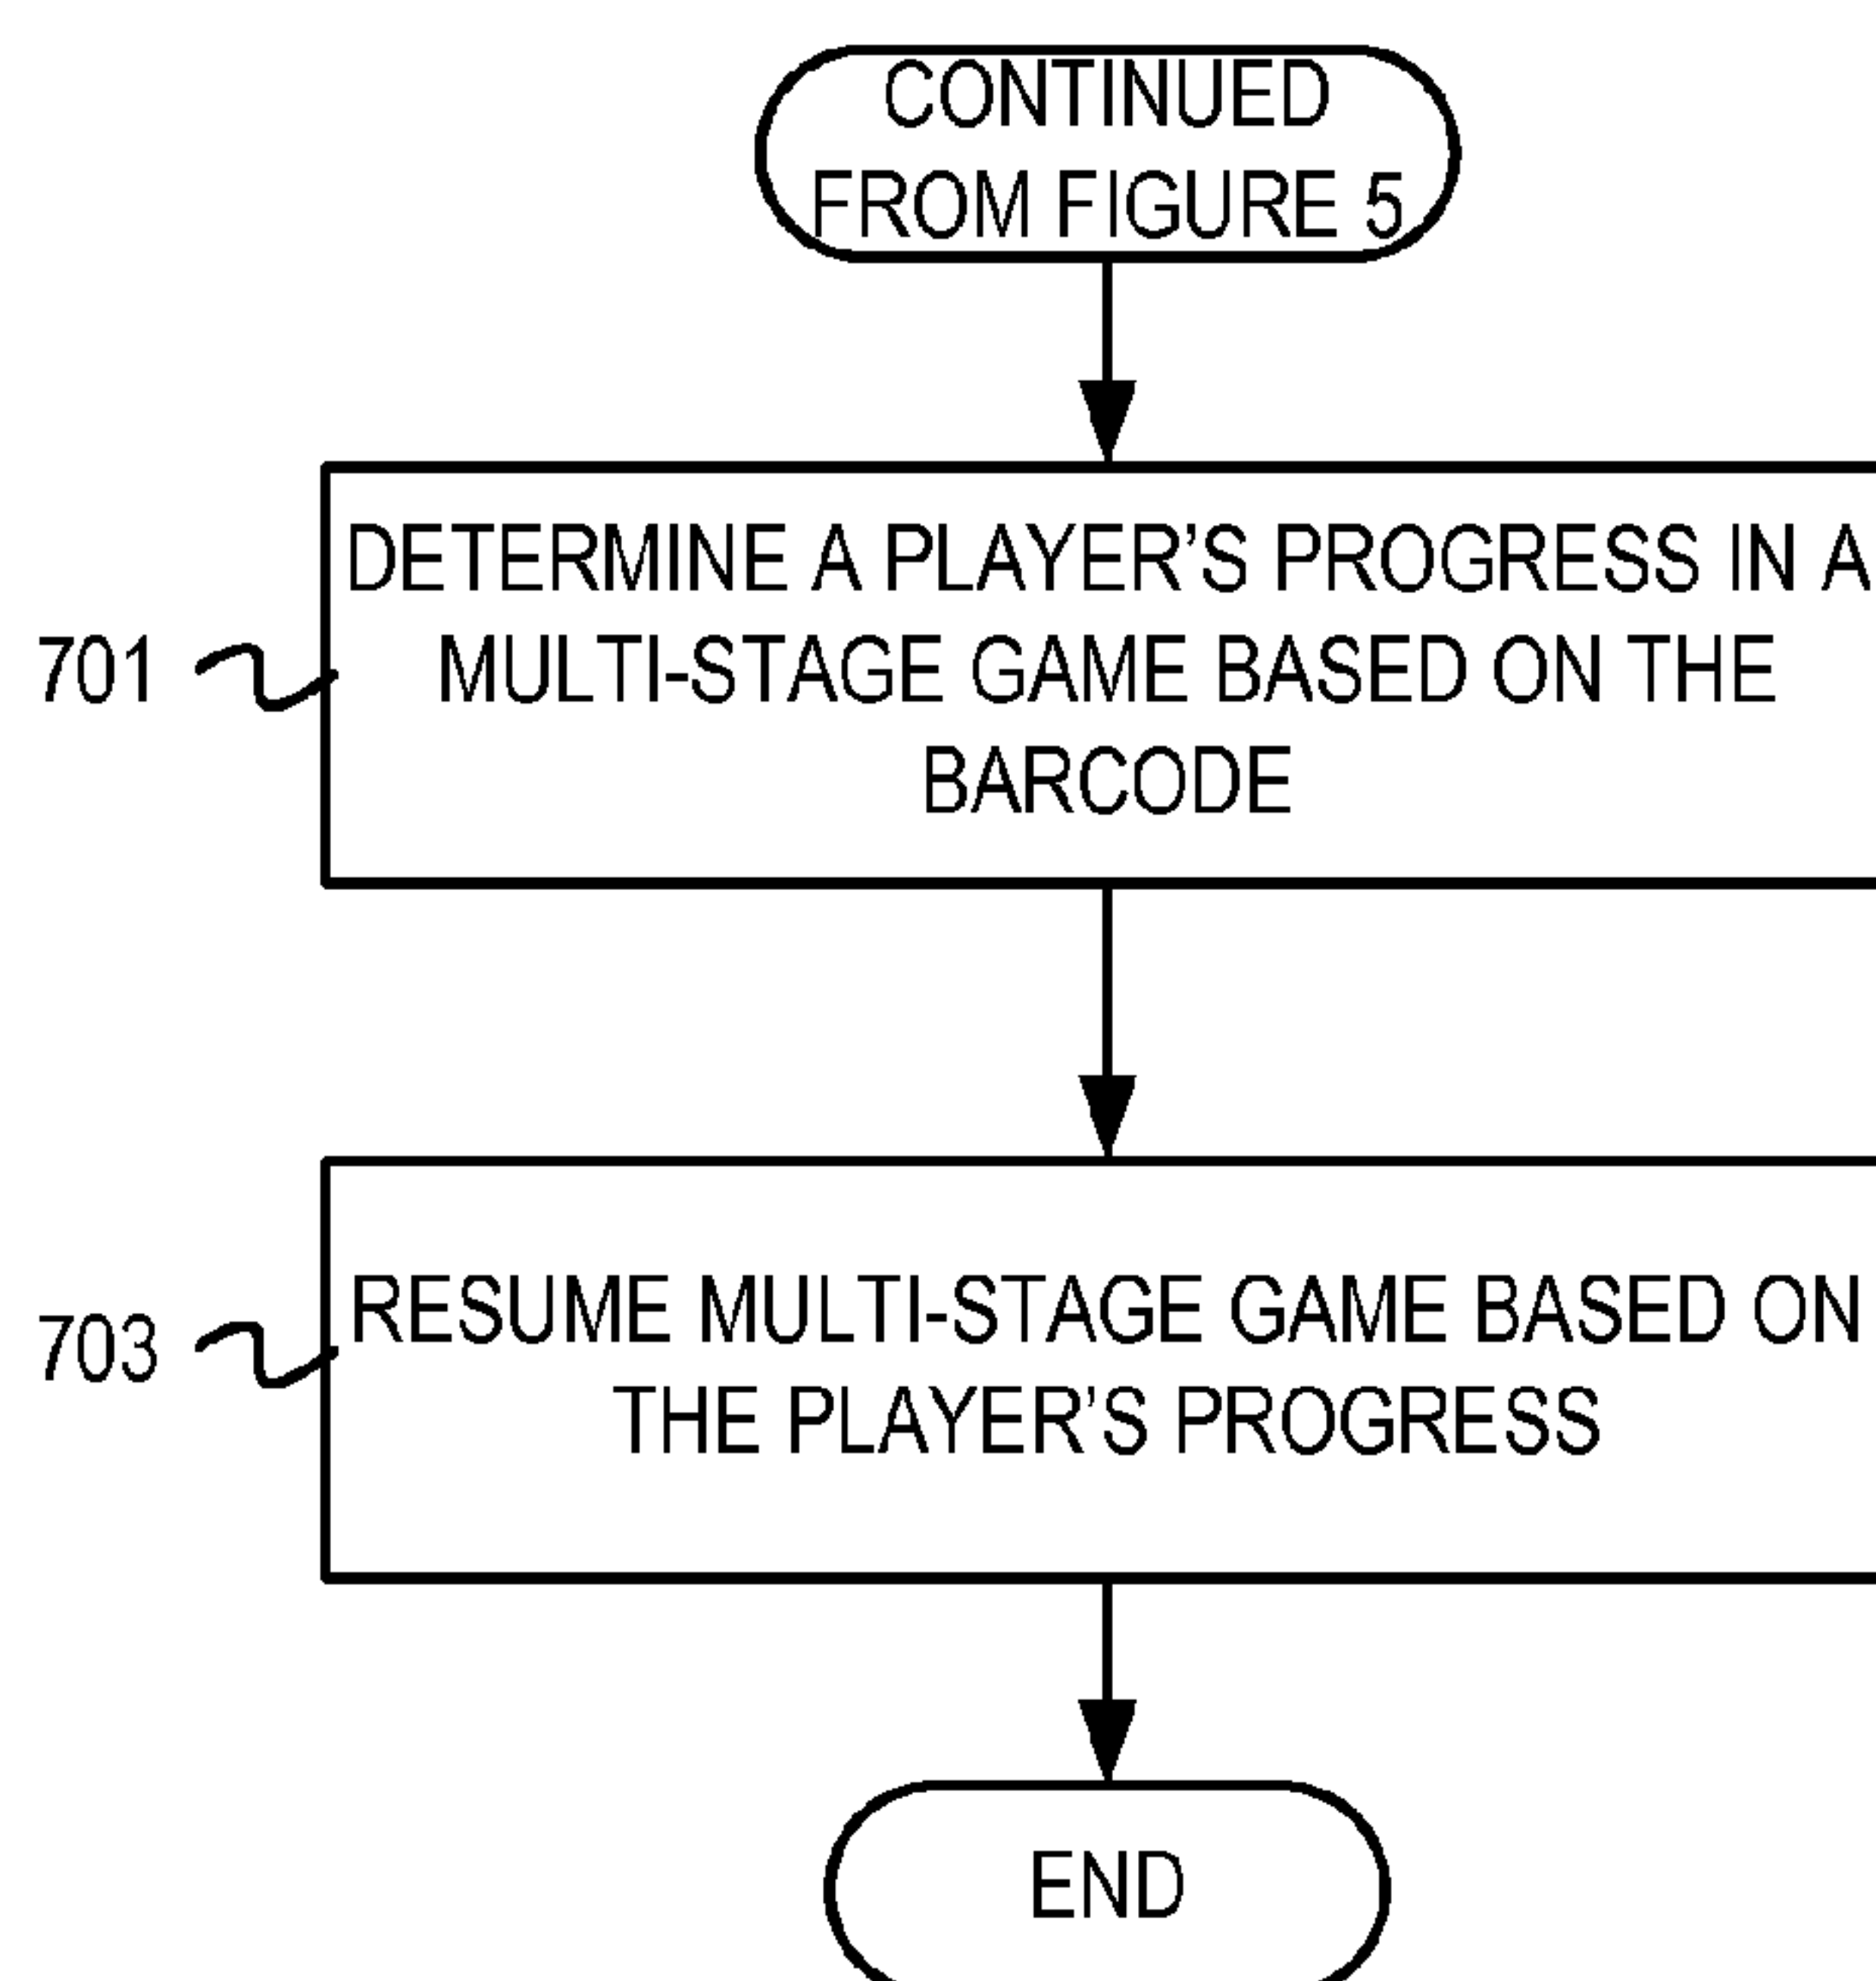 CONTINUED
FROM FIGURE 5
DETERMINE A PLAYER’S PROGRESS IN A
701
MULTI-STAGE GAME BASED ON THE
BARCODE
RESUME MULTI-STAGE GAME BASED ON
703
THE PLAYER’S PROGRESS
END